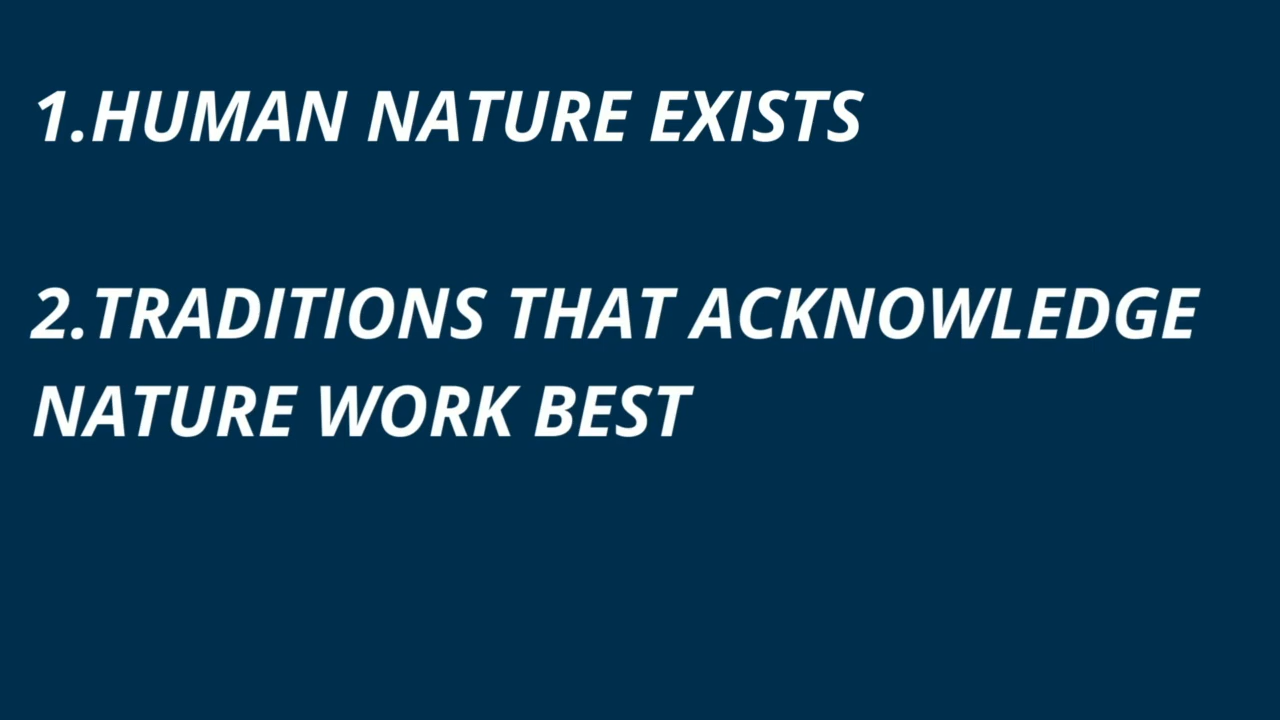 1.HUMAN NATURE EXISTS
2.TRADITIONS THAT ACKNOWLEDGE
NATURE WORK BEST